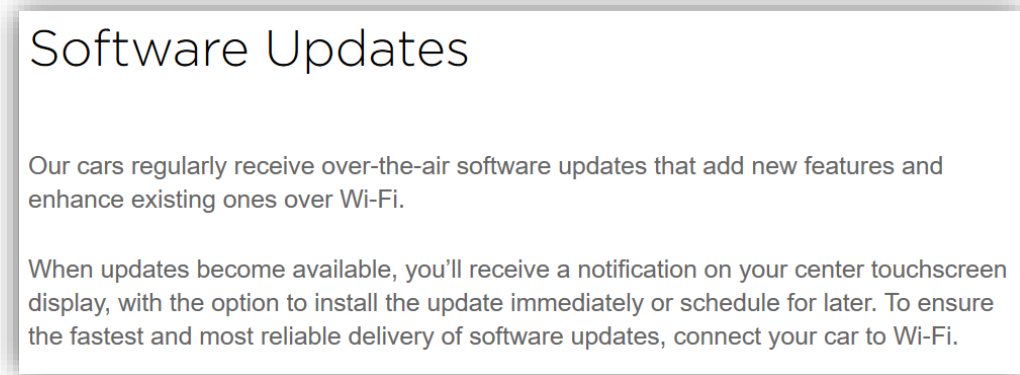 Software Updates
Our cars regularly receive over-the-air software updates that add new features and
enhance existing ones over Wi-Fi.
When updates become available, you’ll receive a notification on your center touchscreen
display, with the option to install the update immediately or schedule for later. To ensure
the fastest and most reliable delivery of software updates, connect your car to Wi-Fi.